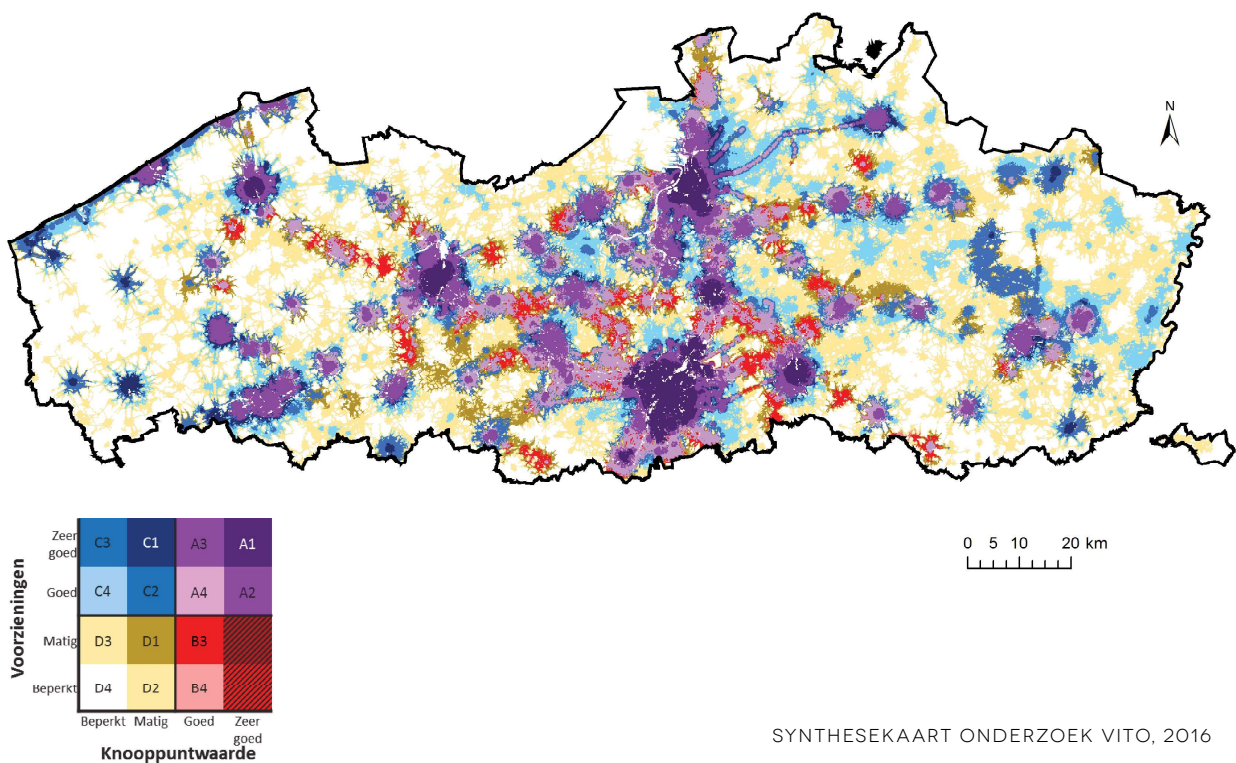 N
0 5 10 20 km
Voorzieningen
Zeer
goed
C3 C1 A3 A1
Goed
C4 C2 A4 A2
Matig
D3 D1 B3
Beperkt
D4 D2 B4
Beperkt Matig Goed Zeer
goed
Knooppuntwaarde
SYNTHESEKAART ONDERZOEK VITO, 2016